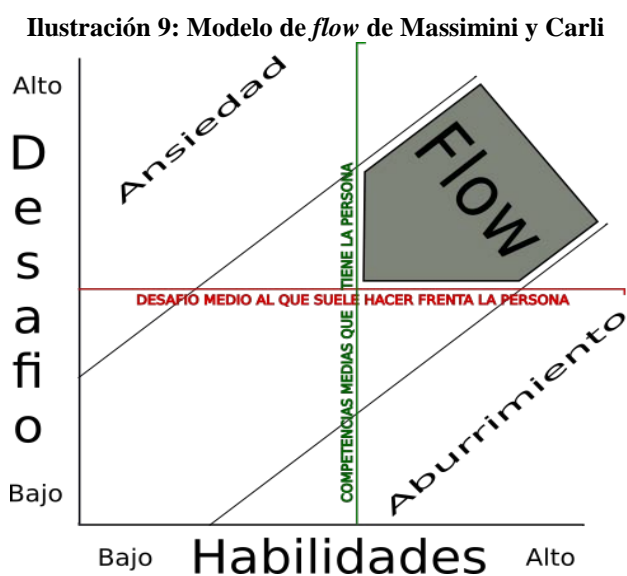 Ilustración 9: Modelo de flow de Massimini y Carli
Alto
Desafio
Bajo
Ansiedad
Flow
COMPETENCIAS MEDIAS QUE TIENE LA PERSONA
DESAFIO MEDIO AL QUE SUELE HACER FRENTA LA PERSONA
Aburrimiento
Bajo
Habilidades
Alto